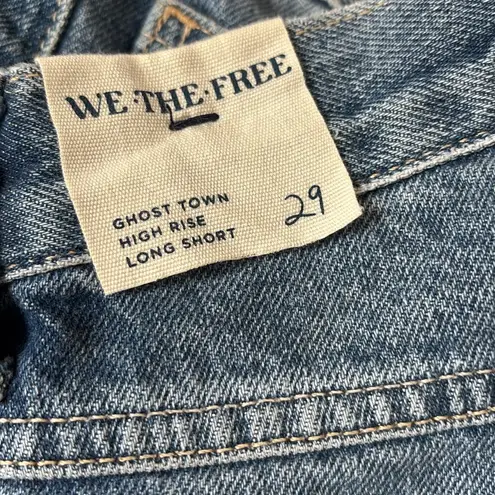 WE•THE•FREE
GHOST TOWN
HIGH RISE
LONG SHORT
29